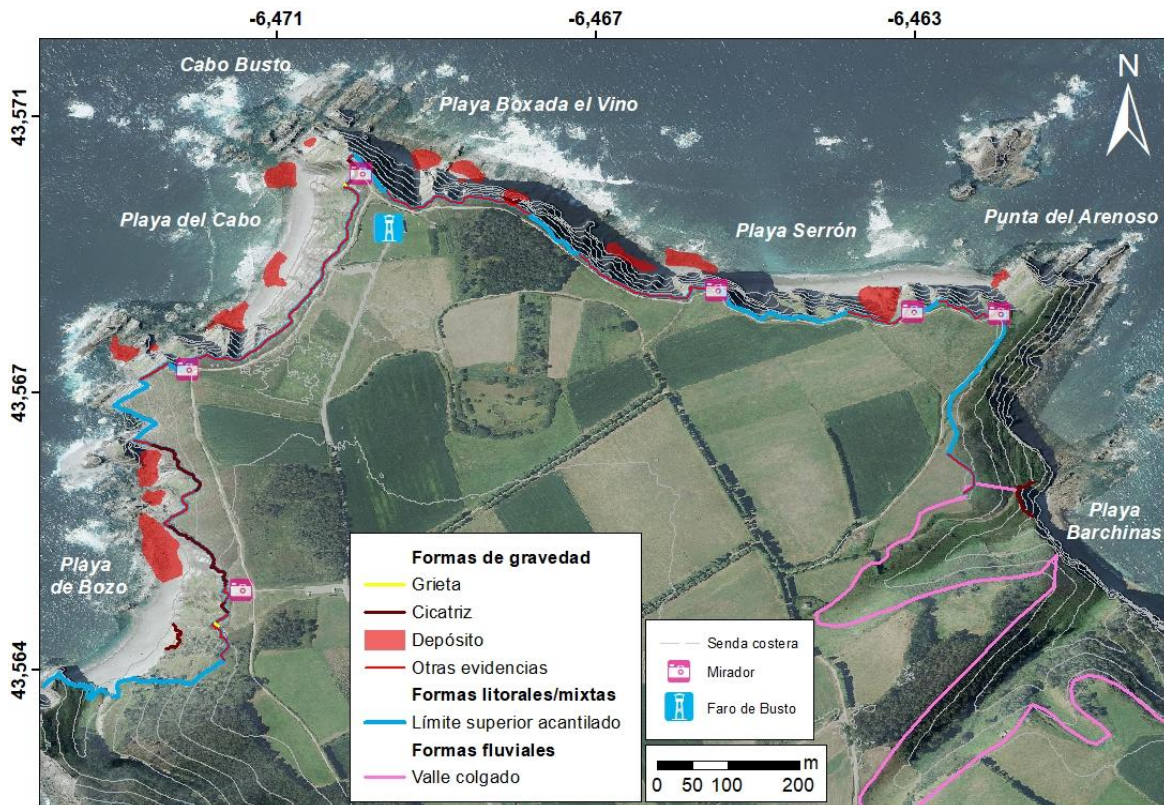 -6,471
-6,467
-6,463
Cabo Busto
Playa Boxada el Vino
N
43,571
Playa del Cabo
Playa Serrón
Punta del Arenoso
43,567
Playa
Barchinas
Playa
de Bozo
43,564
Formas de gravedad
Grieta
Cicatriz
Depósito
Otras evidencias
Formas litorales/mixtas
Límite superior acantilado
Formas fluviales
Valle colgado
Senda costera
Mirador
Faro de Busto
m
0 50 100 200